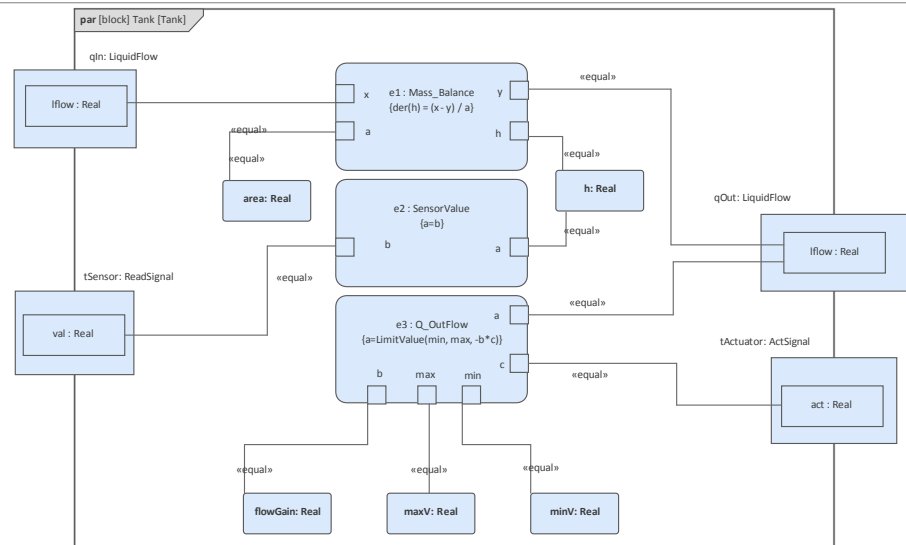 par [block] Tank [Tank]
qIn: LiquidFlow
lflow : Real
e1 : Mass_Balance
{der(h) = (x - y) / a}
x
y
a
h
«equal»
«equal»
«equal»
«equal»
area: Real
h: Real
qOut: LiquidFlow
lflow : Real
e2 : SensorValue
{a=b}
b
a
«equal»
«equal»
tSensor: ReadSignal
val : Real
e3 : Q_OutFlow
{a=LimitValue(min, max, -b*c)}
a
c
b
max
min
«equal»
«equal»
tActuator: ActSignal
act : Real
«equal»
«equal»
«equal»
flowGain: Real
maxV: Real
minV: Real